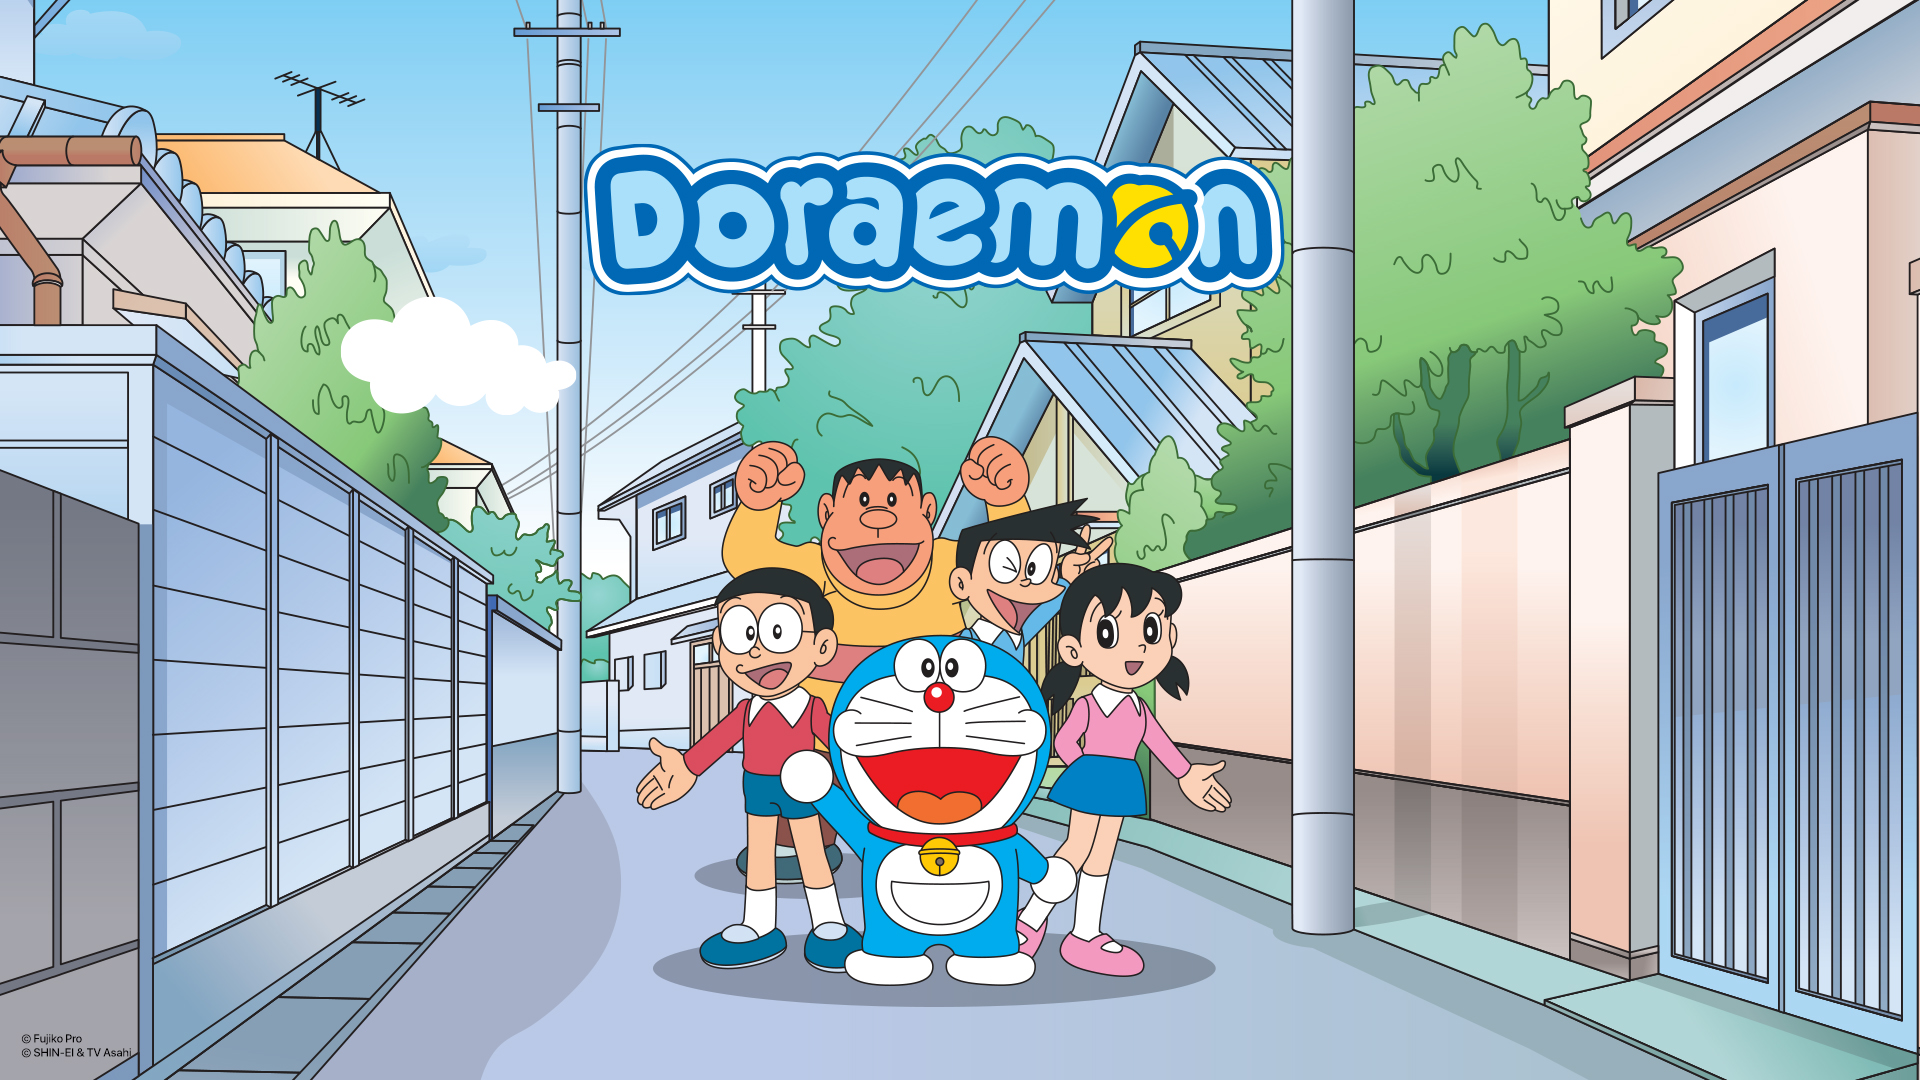 Doraemon
© Fujiko Pro
© SHIN-EI & TV Asahi